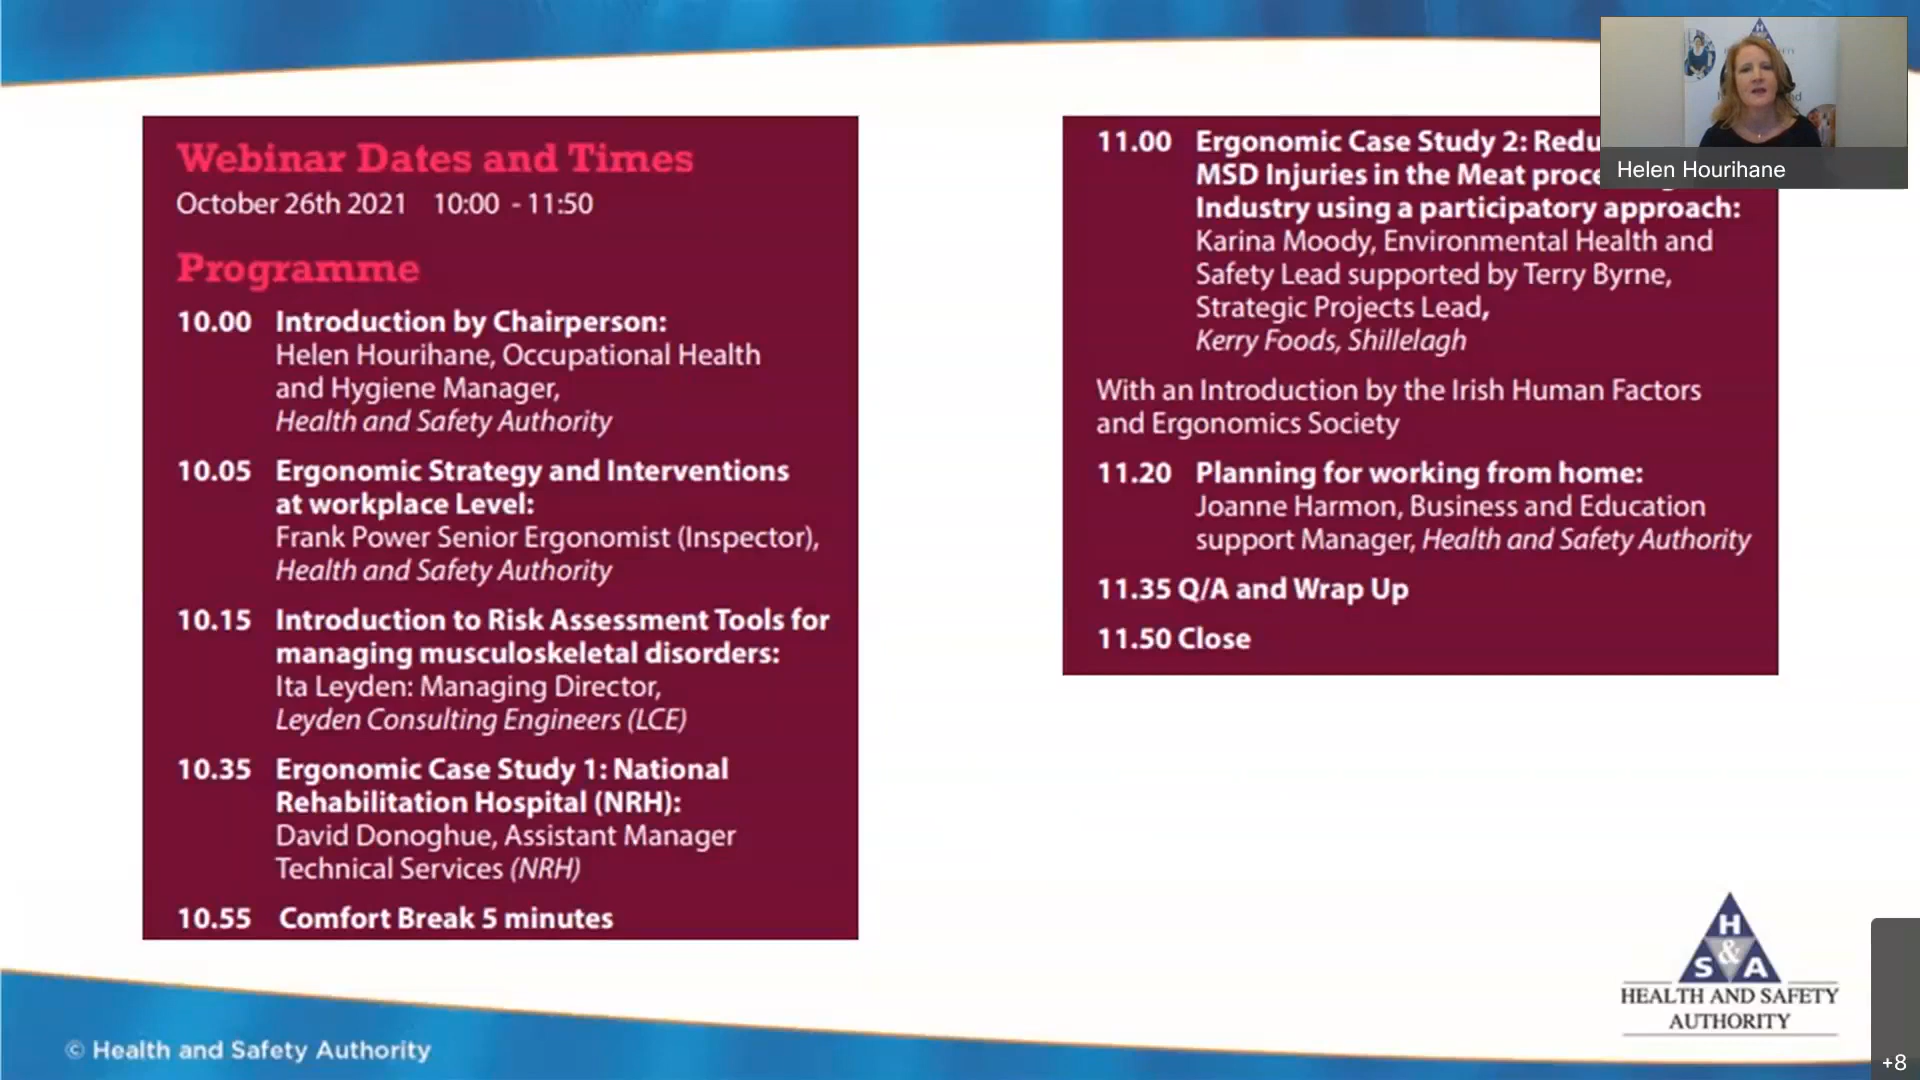 Webinar Dates and Times
October 26th 2021 10:00 - 11:50
Programme
10.00 Introduction by Chairperson:
Helen Hourihane, Occupational Health
and Hygiene Manager,
Health and Safety Authority
10.05 Ergonomic Strategy and Interventions
at workplace Level:
Frank Power Senior Ergonomist (Inspector),
Health and Safety Authority
10.15 Introduction to Risk Assessment Tools for
managing musculoskeletal disorders:
Ita Leyden: Managing Director,
Leyden Consulting Engineers (LCE)
10.35 Ergonomic Case Study 1: National
Rehabilitation Hospital (NRH):
David Donoghue, Assistant Manager
Technical Services (NRH)
10.55 Comfort Break 5 minutes
11.00 Ergonomic Case Study 2: Redu
MSD Injuries in the Meat proce
Industry using a participatory approach:
Karina Moody, Environmental Health and
Safety Lead supported by Terry Byrne,
Strategic Projects Lead,
Kerry Foods, Shillelagh
With an Introduction by the Irish Human Factors
and Ergonomics Society
11.20 Planning for working from home:
Joanne Harmon, Business and Education
support Manager, Health and Safety Authority
11.35 Q/A and Wrap Up
11.50 Close
Helen Hourihane
H
&
S A
HEALTH AND SAFETY
AUTHORITY
© Health and Safety Authority
+8